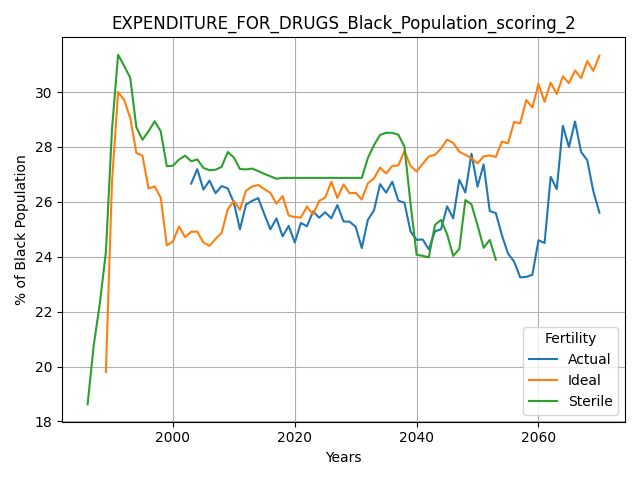 EXPENDITURE_FOR_DRUGS_Black_Population_scoring_2
% of Black Population
30
28
26
24
22
20
18
2000
2020
2040
2060
Years
Fertility
Actual
Ideal
Sterile